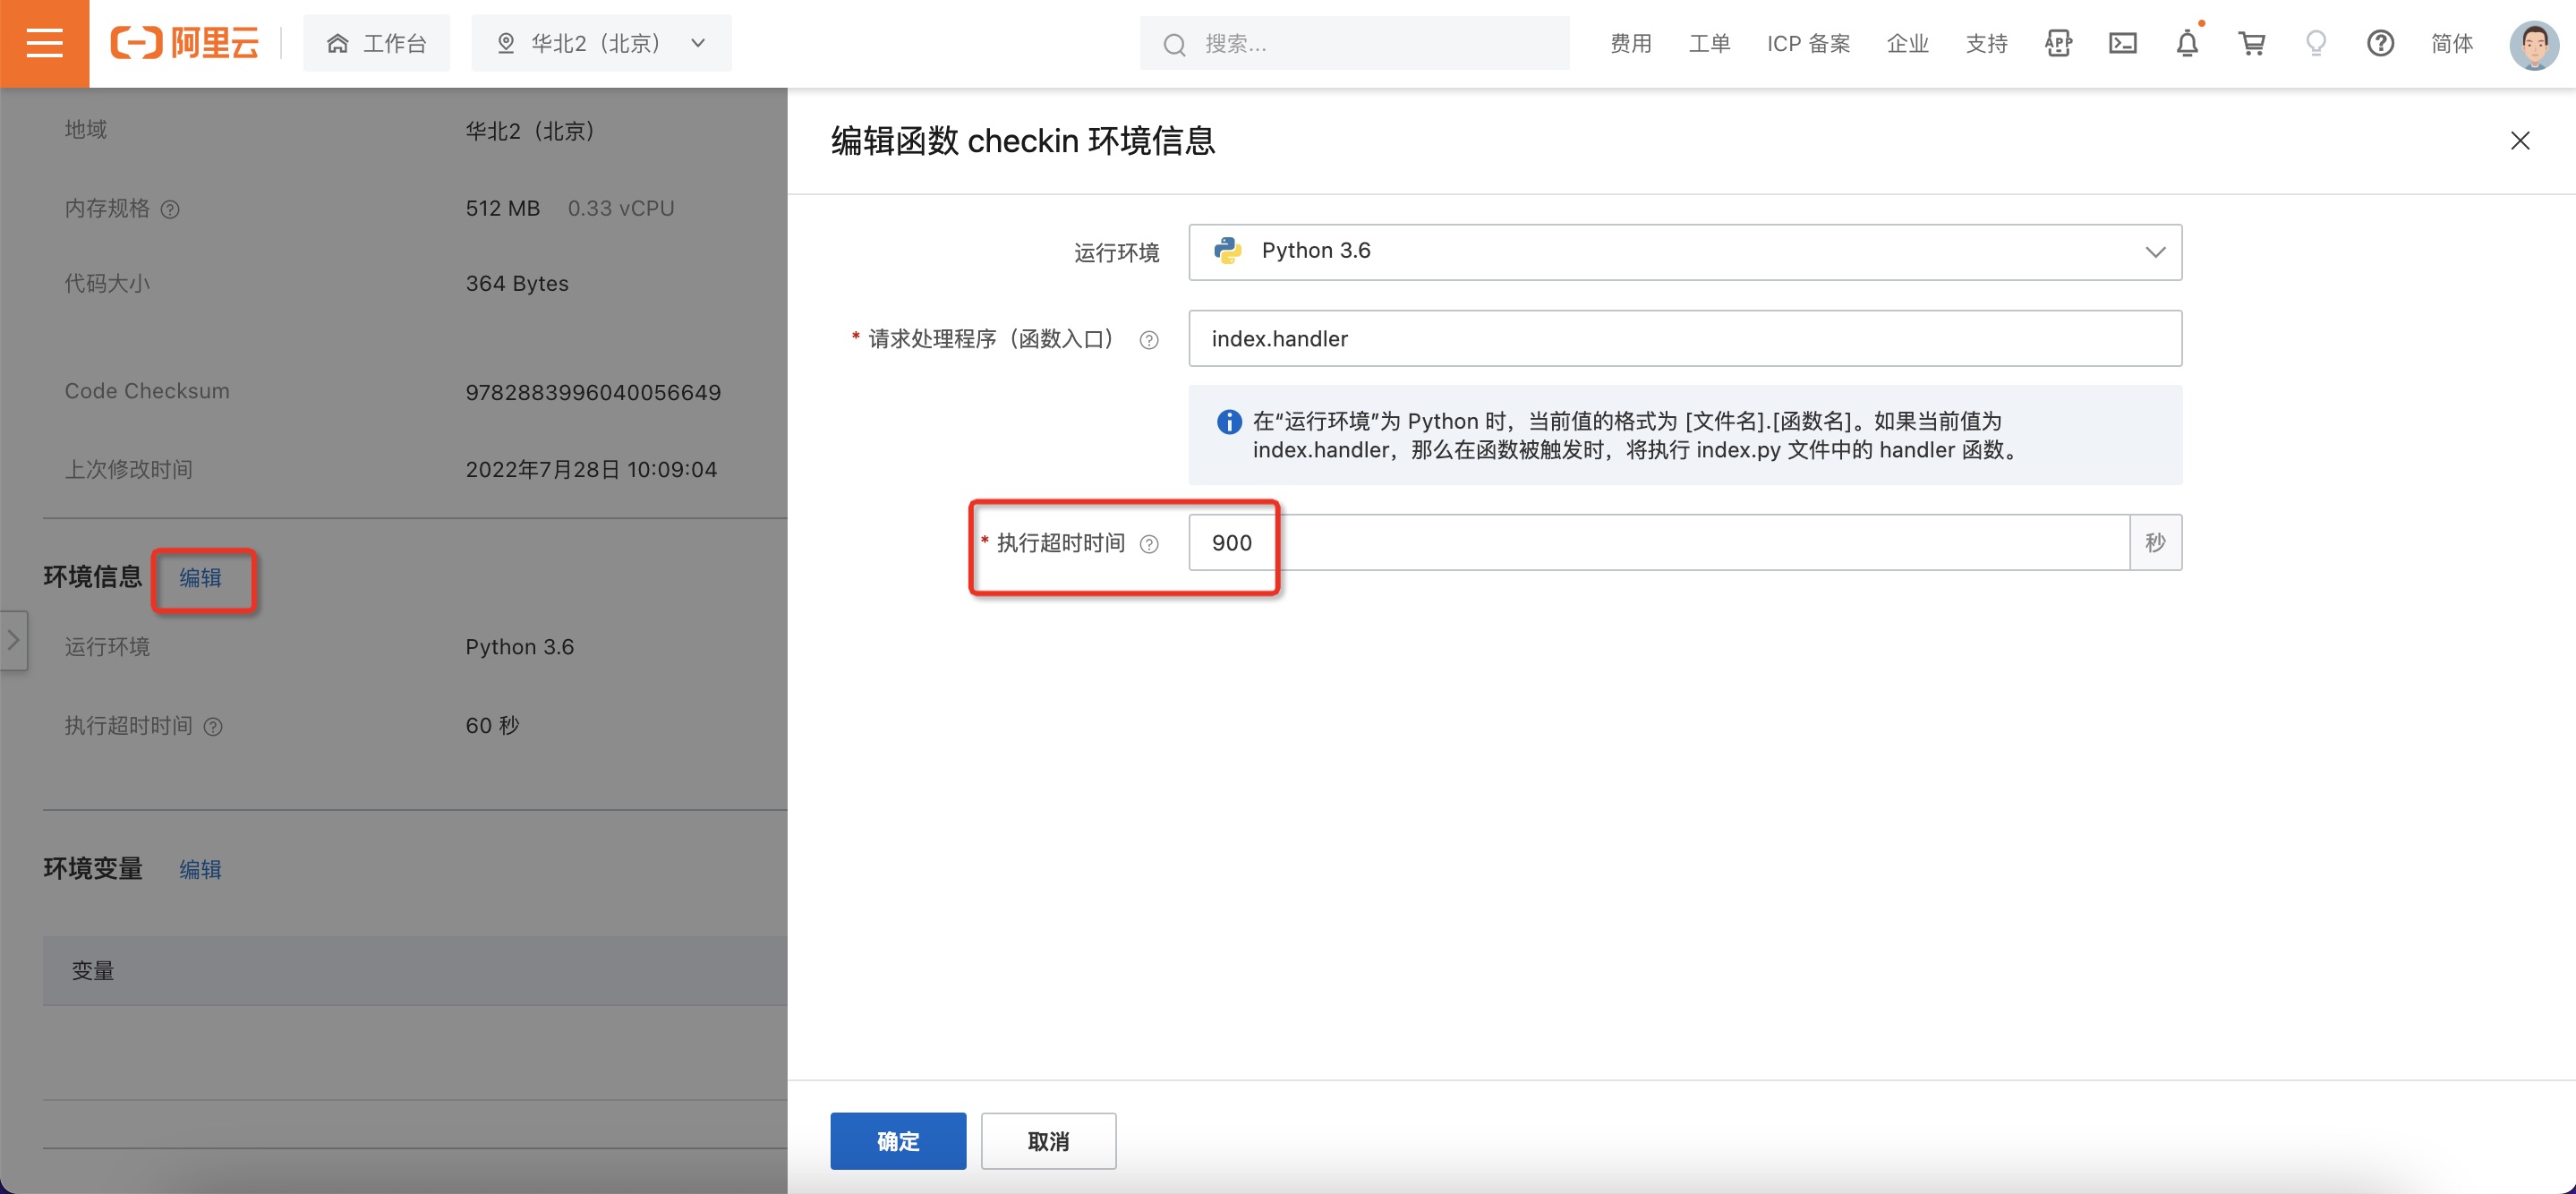 阿里云
工作台
华北2（北京）
搜索...
费用
工单
ICP 备案
企业
支持
APP
简体
地域
华北2（北京）
内存规格
512 MB 0.33 vCPU
代码大小
364 Bytes
Code Checksum
9782883996040056649
上次修改时间
2022年7月28日 10:09:04
环境信息 编辑
运行环境
Python 3.6
执行超时时间
60 秒
环境变量 编辑
变量
编辑函数 checkin 环境信息
运行环境
Python 3.6
* 请求处理程序（函数入口）
index.handler
在“运行环境”为 Python 时，当前值的格式为 [文件名].[函数名]。如果当前值为
index.handler，那么在函数被触发时，将执行 index.py 文件中的 handler 函数。
* 执行超时时间
900
秒
确定
取消